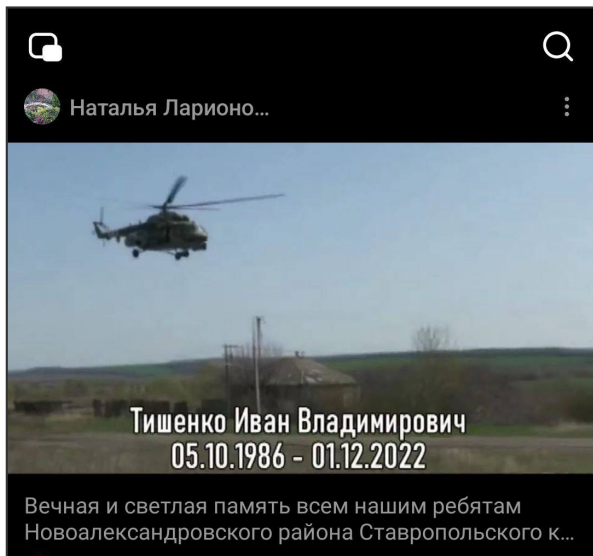 Наталья Ларионо...
Тишенко Иван Владимирович
05.10.1986 - 01.12.2022
Вечная и светлая память всем нашим ребятам
Новоалександровского района Ставропольского к...